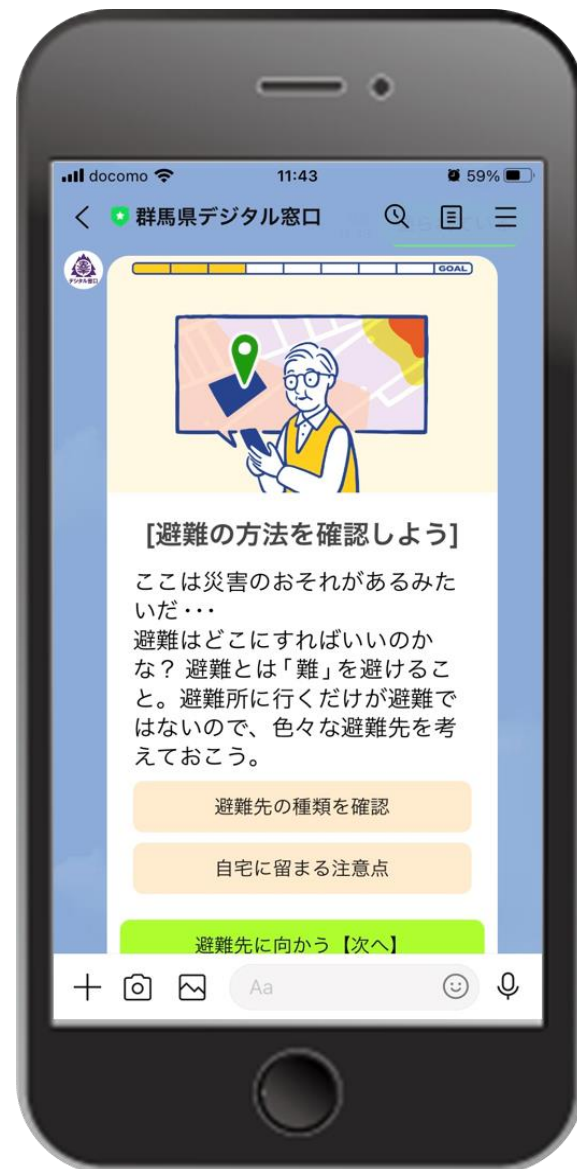 docomo
11:43
59%
群馬県デジタル窓口
デジタル窓口
GOAL
[避難の方法を確認しよう]
ここは災害のおそれがあるみた
いだ・・・
避難はどこにすればいいのか
な？ 避難とは「難」を避けるこ
と。避難所に行くだけが避難で
はないので、色々な避難先を考
えておこう。
避難先の種類を確認
自宅に留まる注意点
避難先に向かう【次へ】
Aa